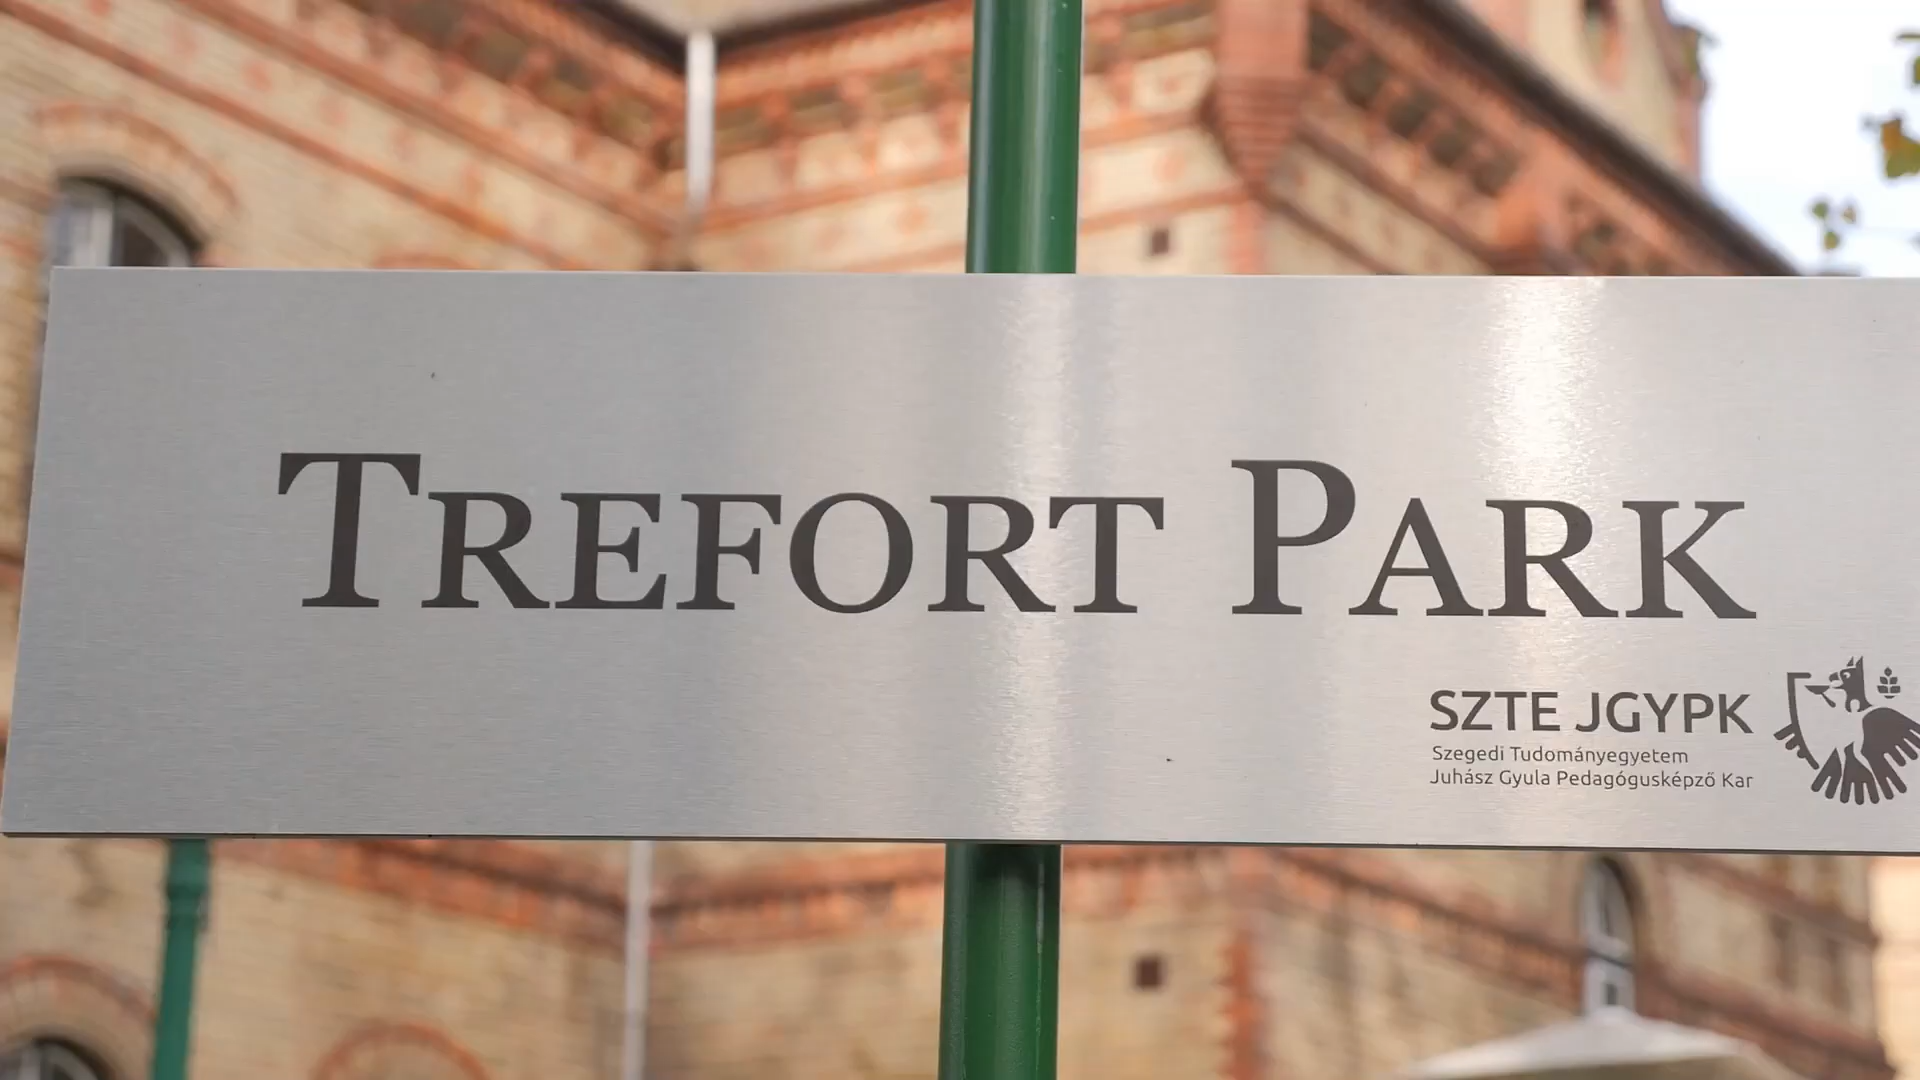 TREFORT PARK
SZTE JGYPK
Szegedi Tudományegyetem
Juhász Gyula Pedagógusképző Kar